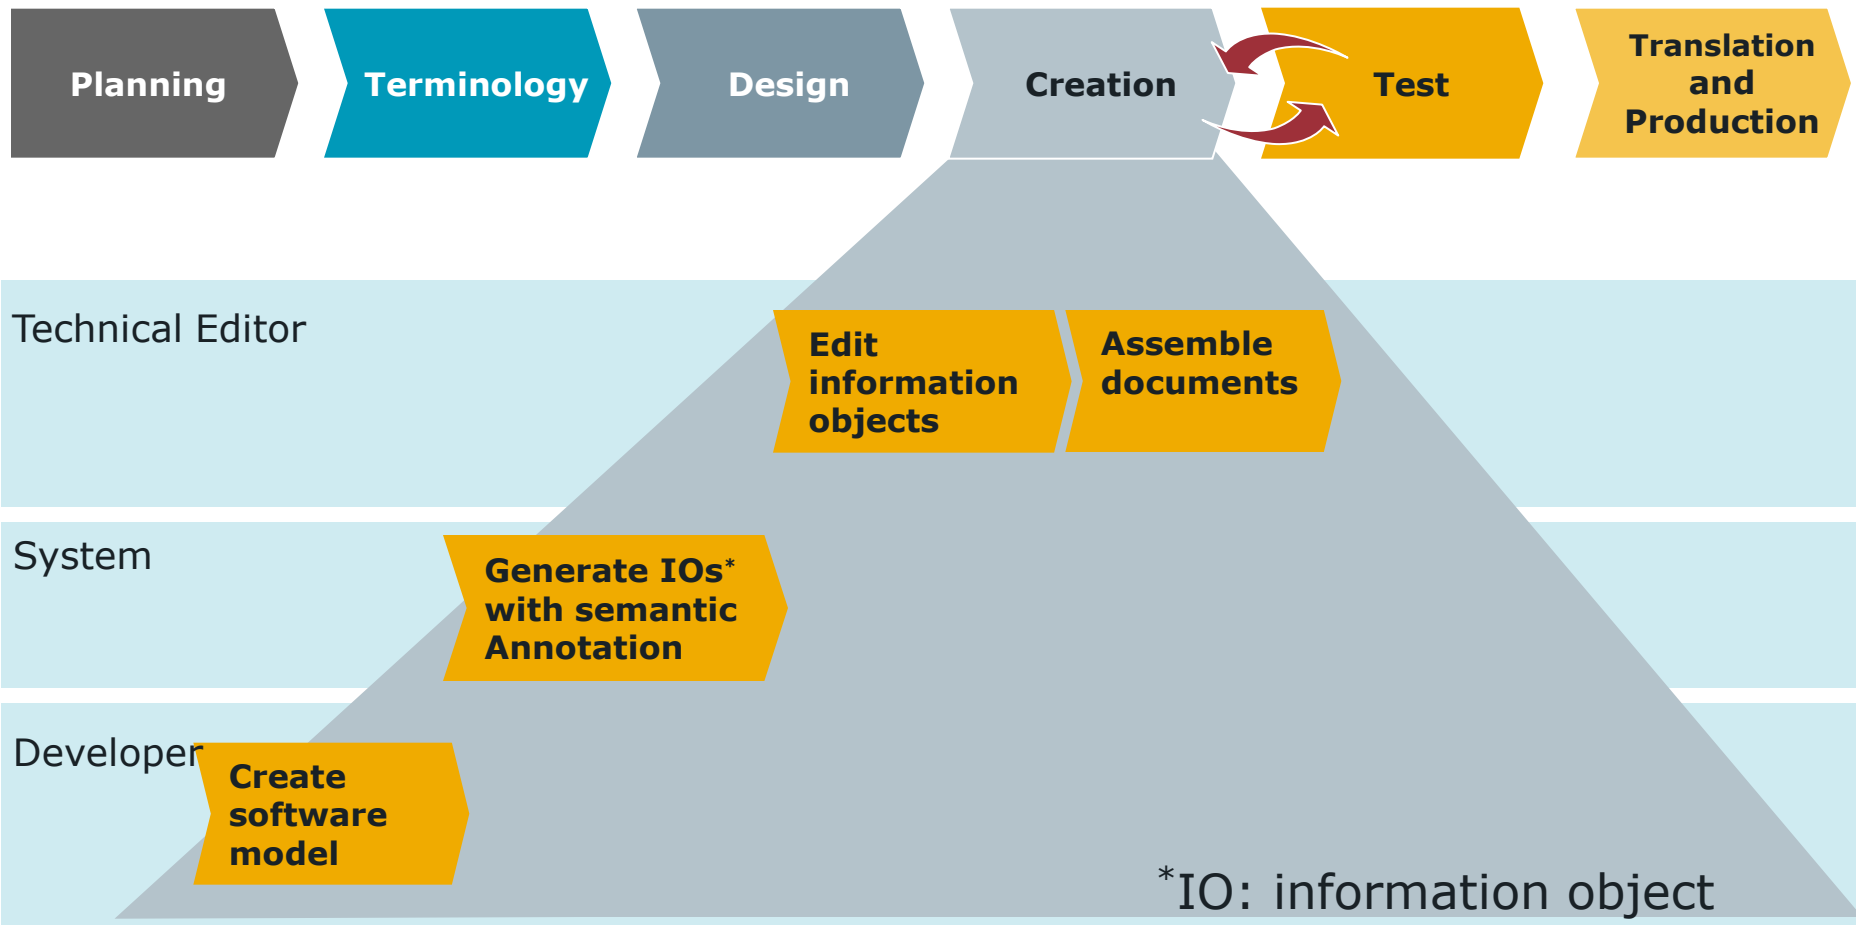 Planning
Terminology
Design
Creation
Test
Translation
and
Production
Technical Editor
Edit
information
objects
Assemble
documents
System
Generate IOs*
with semantic
Annotation
Developer
Create
software
model
*IO: information object